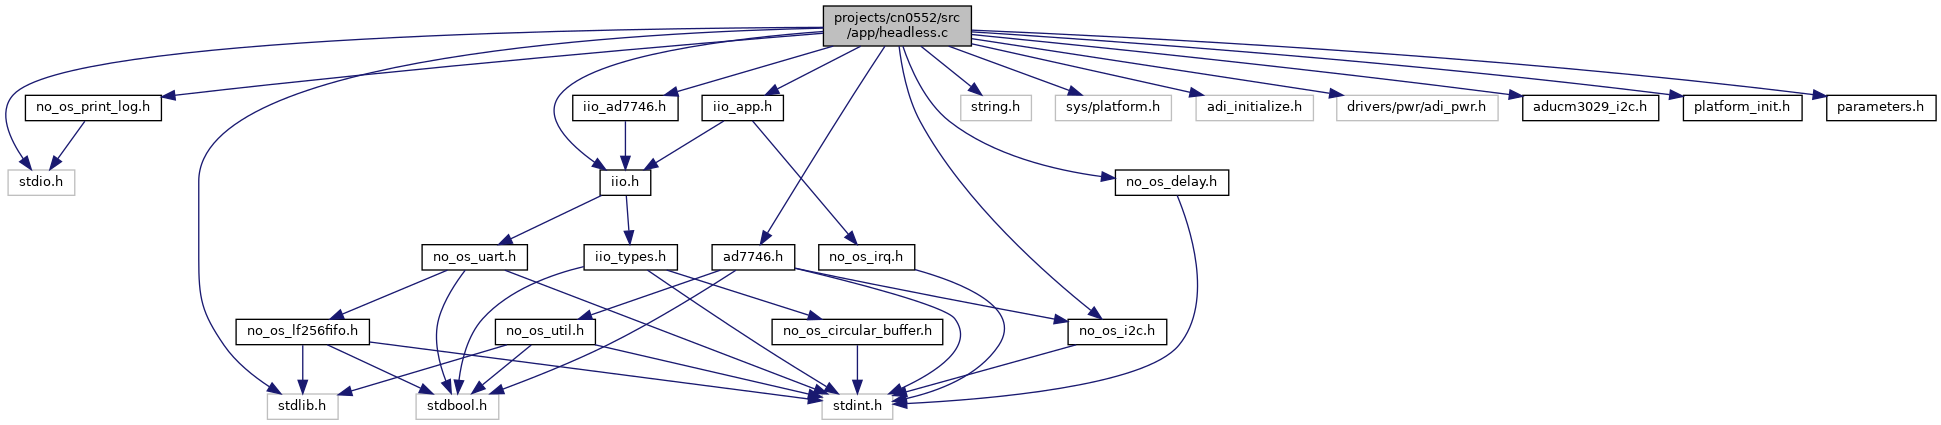 projects/cn0552/src
/app/headless.c
no_os_print_log.h
iio_ad7746.h
iio_app.h
string.h
sys/platform.h
adi_initialize.h
drivers/pwr/adi_pwr.h
aducm3029_i2c.h
platform_init.h
parameters.h
stdio.h
iio.h
no_os_delay.h
no_os_uart.h
iio_types.h
ad7746.h
no_os_irq.h
no_os_lf256fifo.h
no_os_util.h
no_os_circular_buffer.h
no_os_i2c.h
stdlib.h
stdbool.h
stdint.h